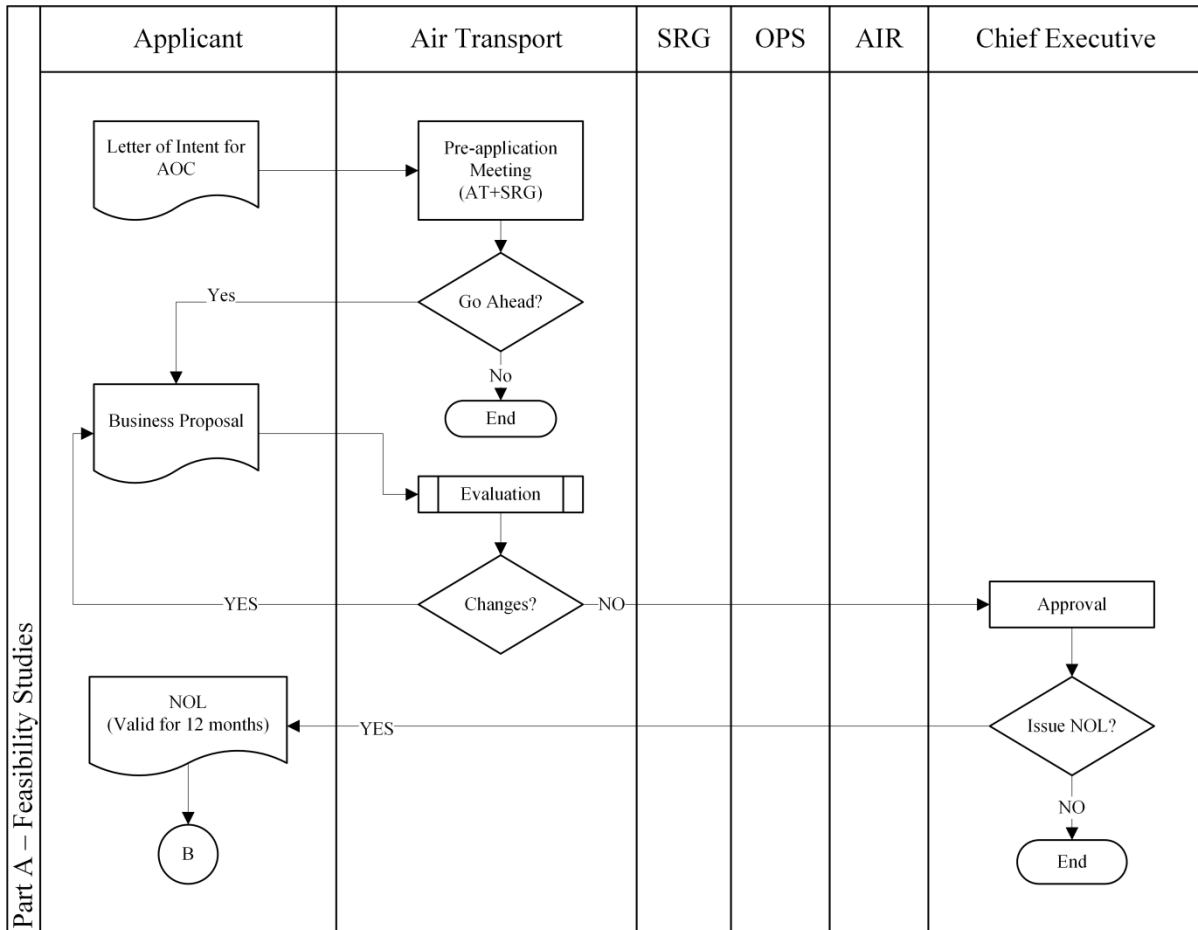 Applicant
Air Transport
SRG
OPS
AIR
Chief Executive
Letter of Intent for
AOC
Pre-application
Meeting
(AT+SRG)
Yes
Go Ahead?
No
End
Business Proposal
Evaluation
YES
Changes?
NO
Approval
NOL
(Valid for 12 months)
YES
Issue NOL?
NO
B
End
Part A – Feasibility Studies